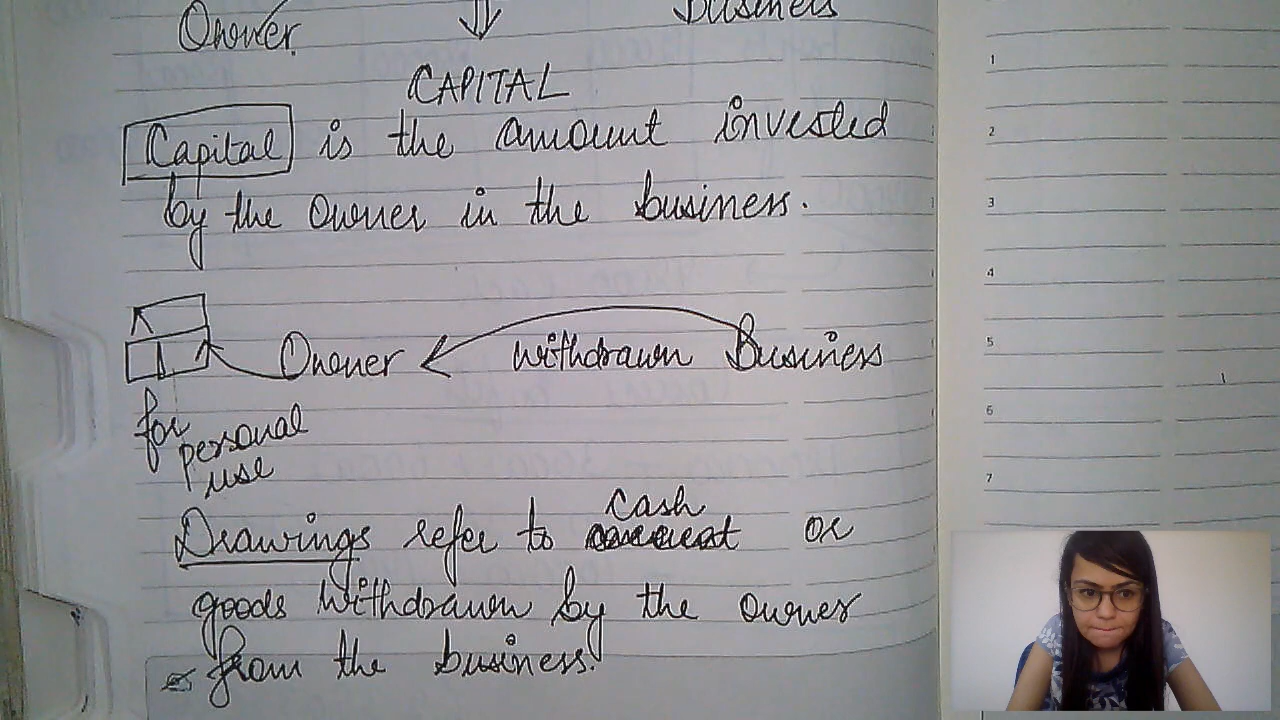 Owner Business
CAPITAL
Capital is the amount invested
by the owner in the business.
Owner withdrawn Business
for
personal
use
Cash
Drawings refer to or
goods withdrawn by the owner
from the business.
1
2
3
4
5
6
7